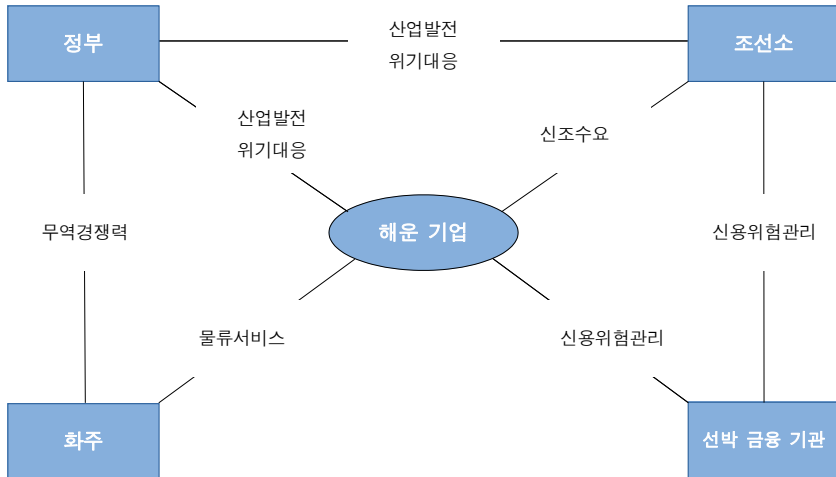 정부
산업발전
위기대응
조선소
산업발전
위기대응
신조수요
무역경쟁력
해운 기업
신용위험관리
물류서비스
신용위험관리
화주
선박 금융 기관